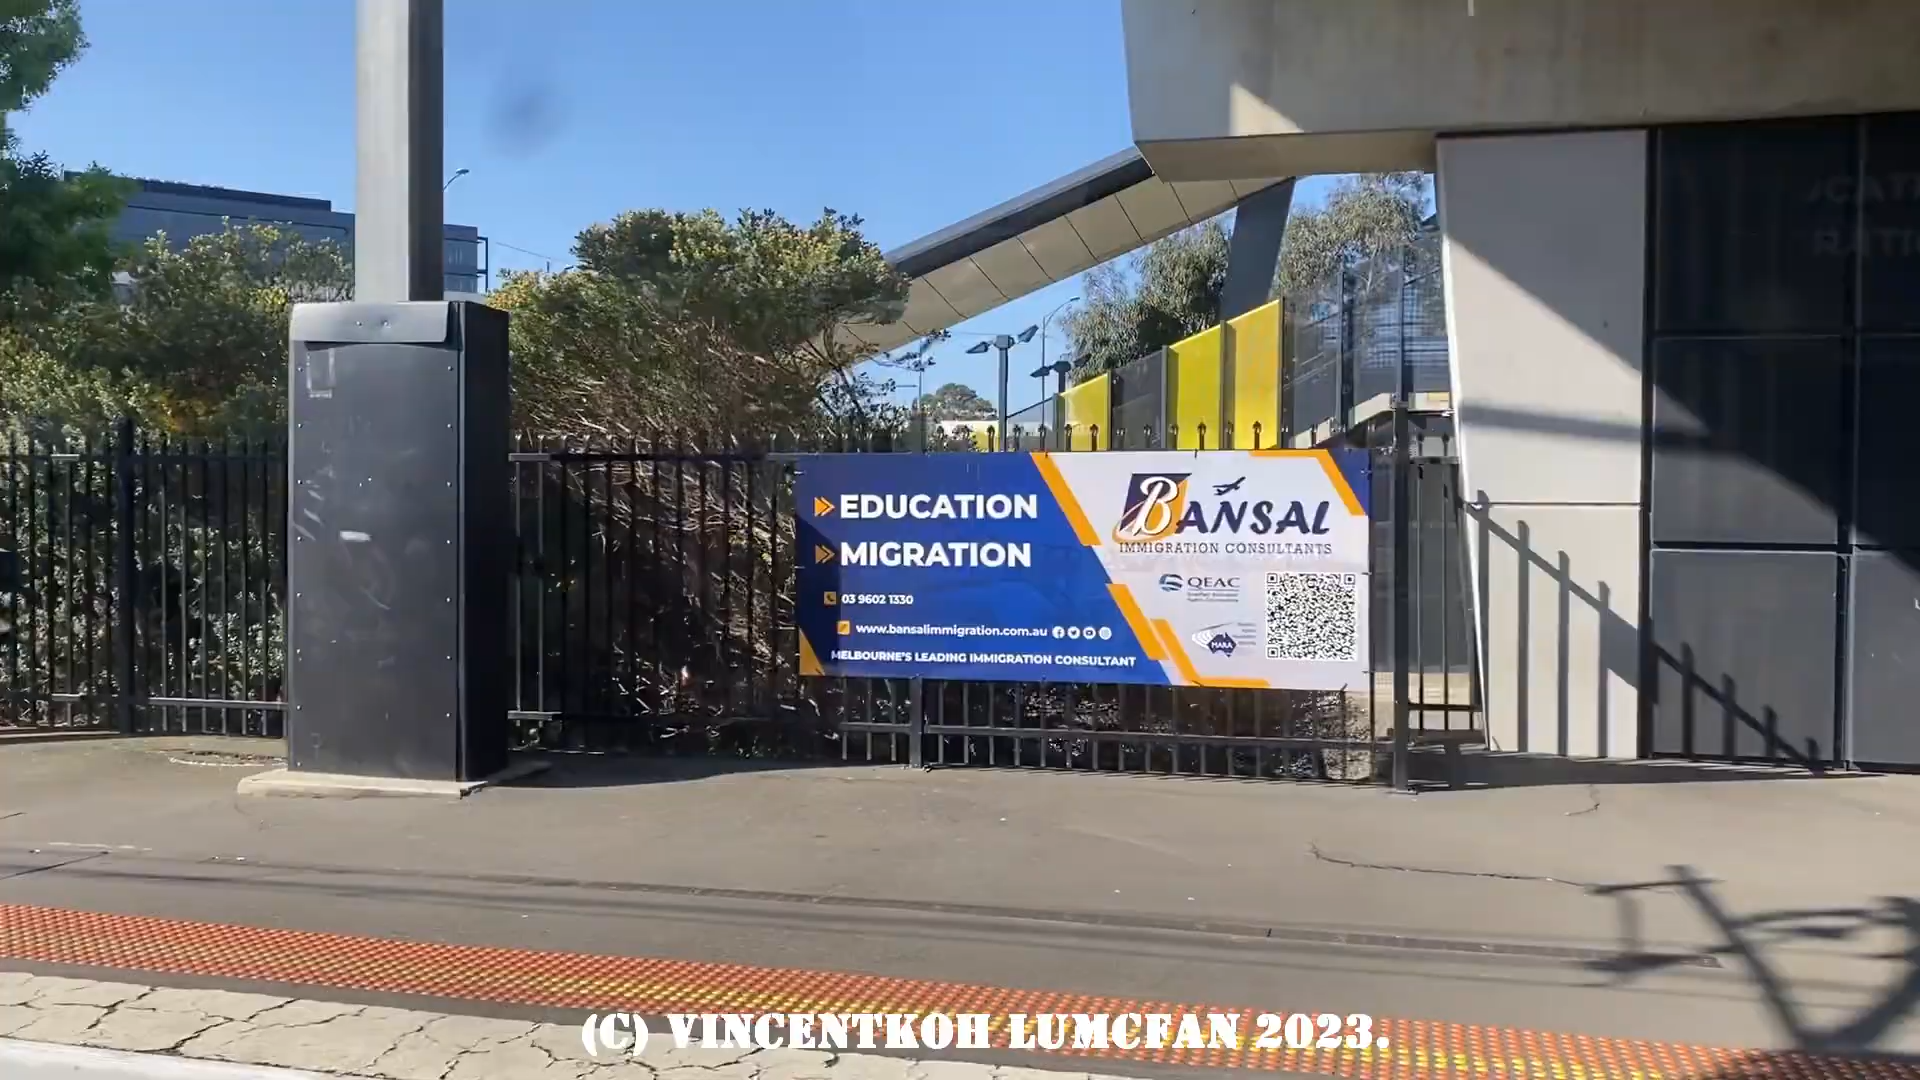 EDUCATION
MIGRATION
03 9602 1330
www.bansalimmigration.com.au
MELBOURNE'S LEADING IMMIGRATION CONSULTANT
BANSAL
IMMIGRATION CONSULTANTS
QEAC
MARA
(C) VINCENTKOH LUMCFAN 2023.